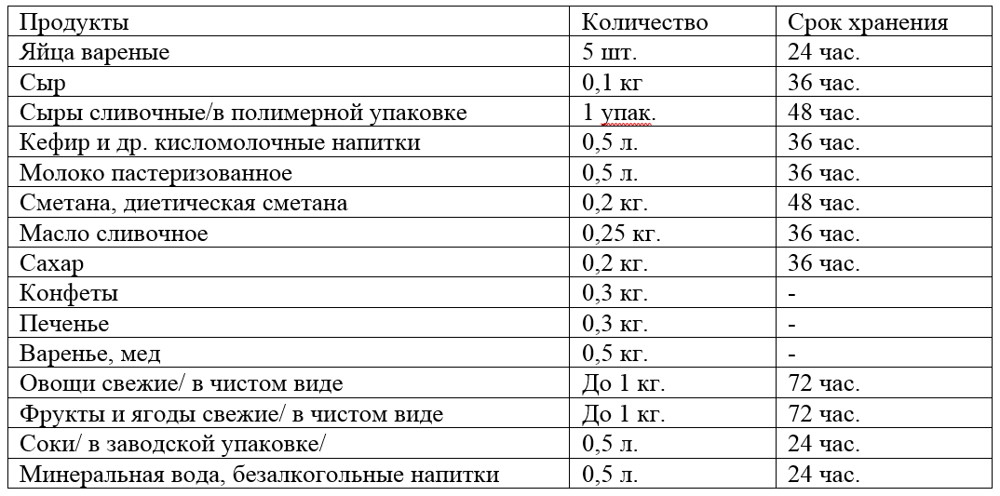 Продукты Количество Срок хранения
Яйца вареные 5 шт. 24 час.
Сыр 0,1 кг 36 час.
Сыры сливочные/в полимерной упаковке 1 упак. 48 час.
Кефир и др. кисломолочные напитки 0,5 л. 36 час.
Молоко пастеризованное 0,5 л. 36 час.
Сметана, диетическая сметана 0,2 кг. 48 час.
Масло сливочное 0,25 кг. 36 час.
Сахар 0,2 кг. 36 час.
Конфеты 0,3 кг. -
Печенье 0,3 кг. -
Варенье, мед 0,5 кг. -
Овощи свежие/ в чистом виде До 1 кг. 72 час.
Фрукты и ягоды свежие/ в чистом виде До 1 кг. 72 час.
Соки/ в заводской упаковке/ 0,5 л. 24 час.
Минеральная вода, безалкогольные напитки 0,5 л. 24 час.